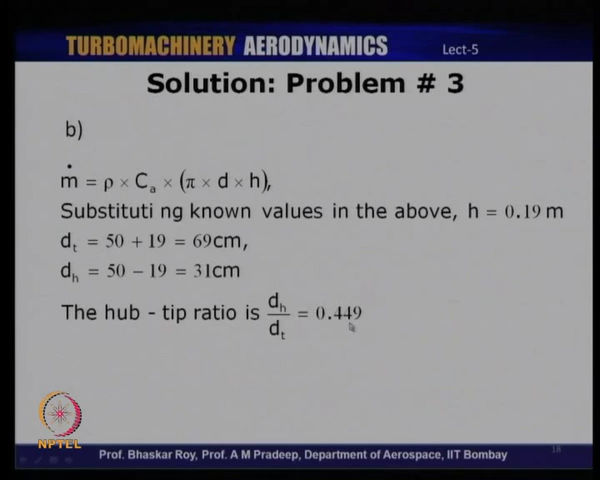 TURBOMACHINERY AERODYNAMICS Lect-5
Solution: Problem # 3
b)
ṁ = ρ × Cₐ × (π × d × h),
Substituti ng known values in the above, h = 0.19 m
dₜ = 50 + 19 = 69cm,
dₕ = 50 − 19 = 31cm
The hub - tip ratio is dₕ/dₜ = 0.449
NPTEL
Prof. Bhaskar Roy, Prof. A M Pradeep, Department of Aerospace, IIT Bombay
18